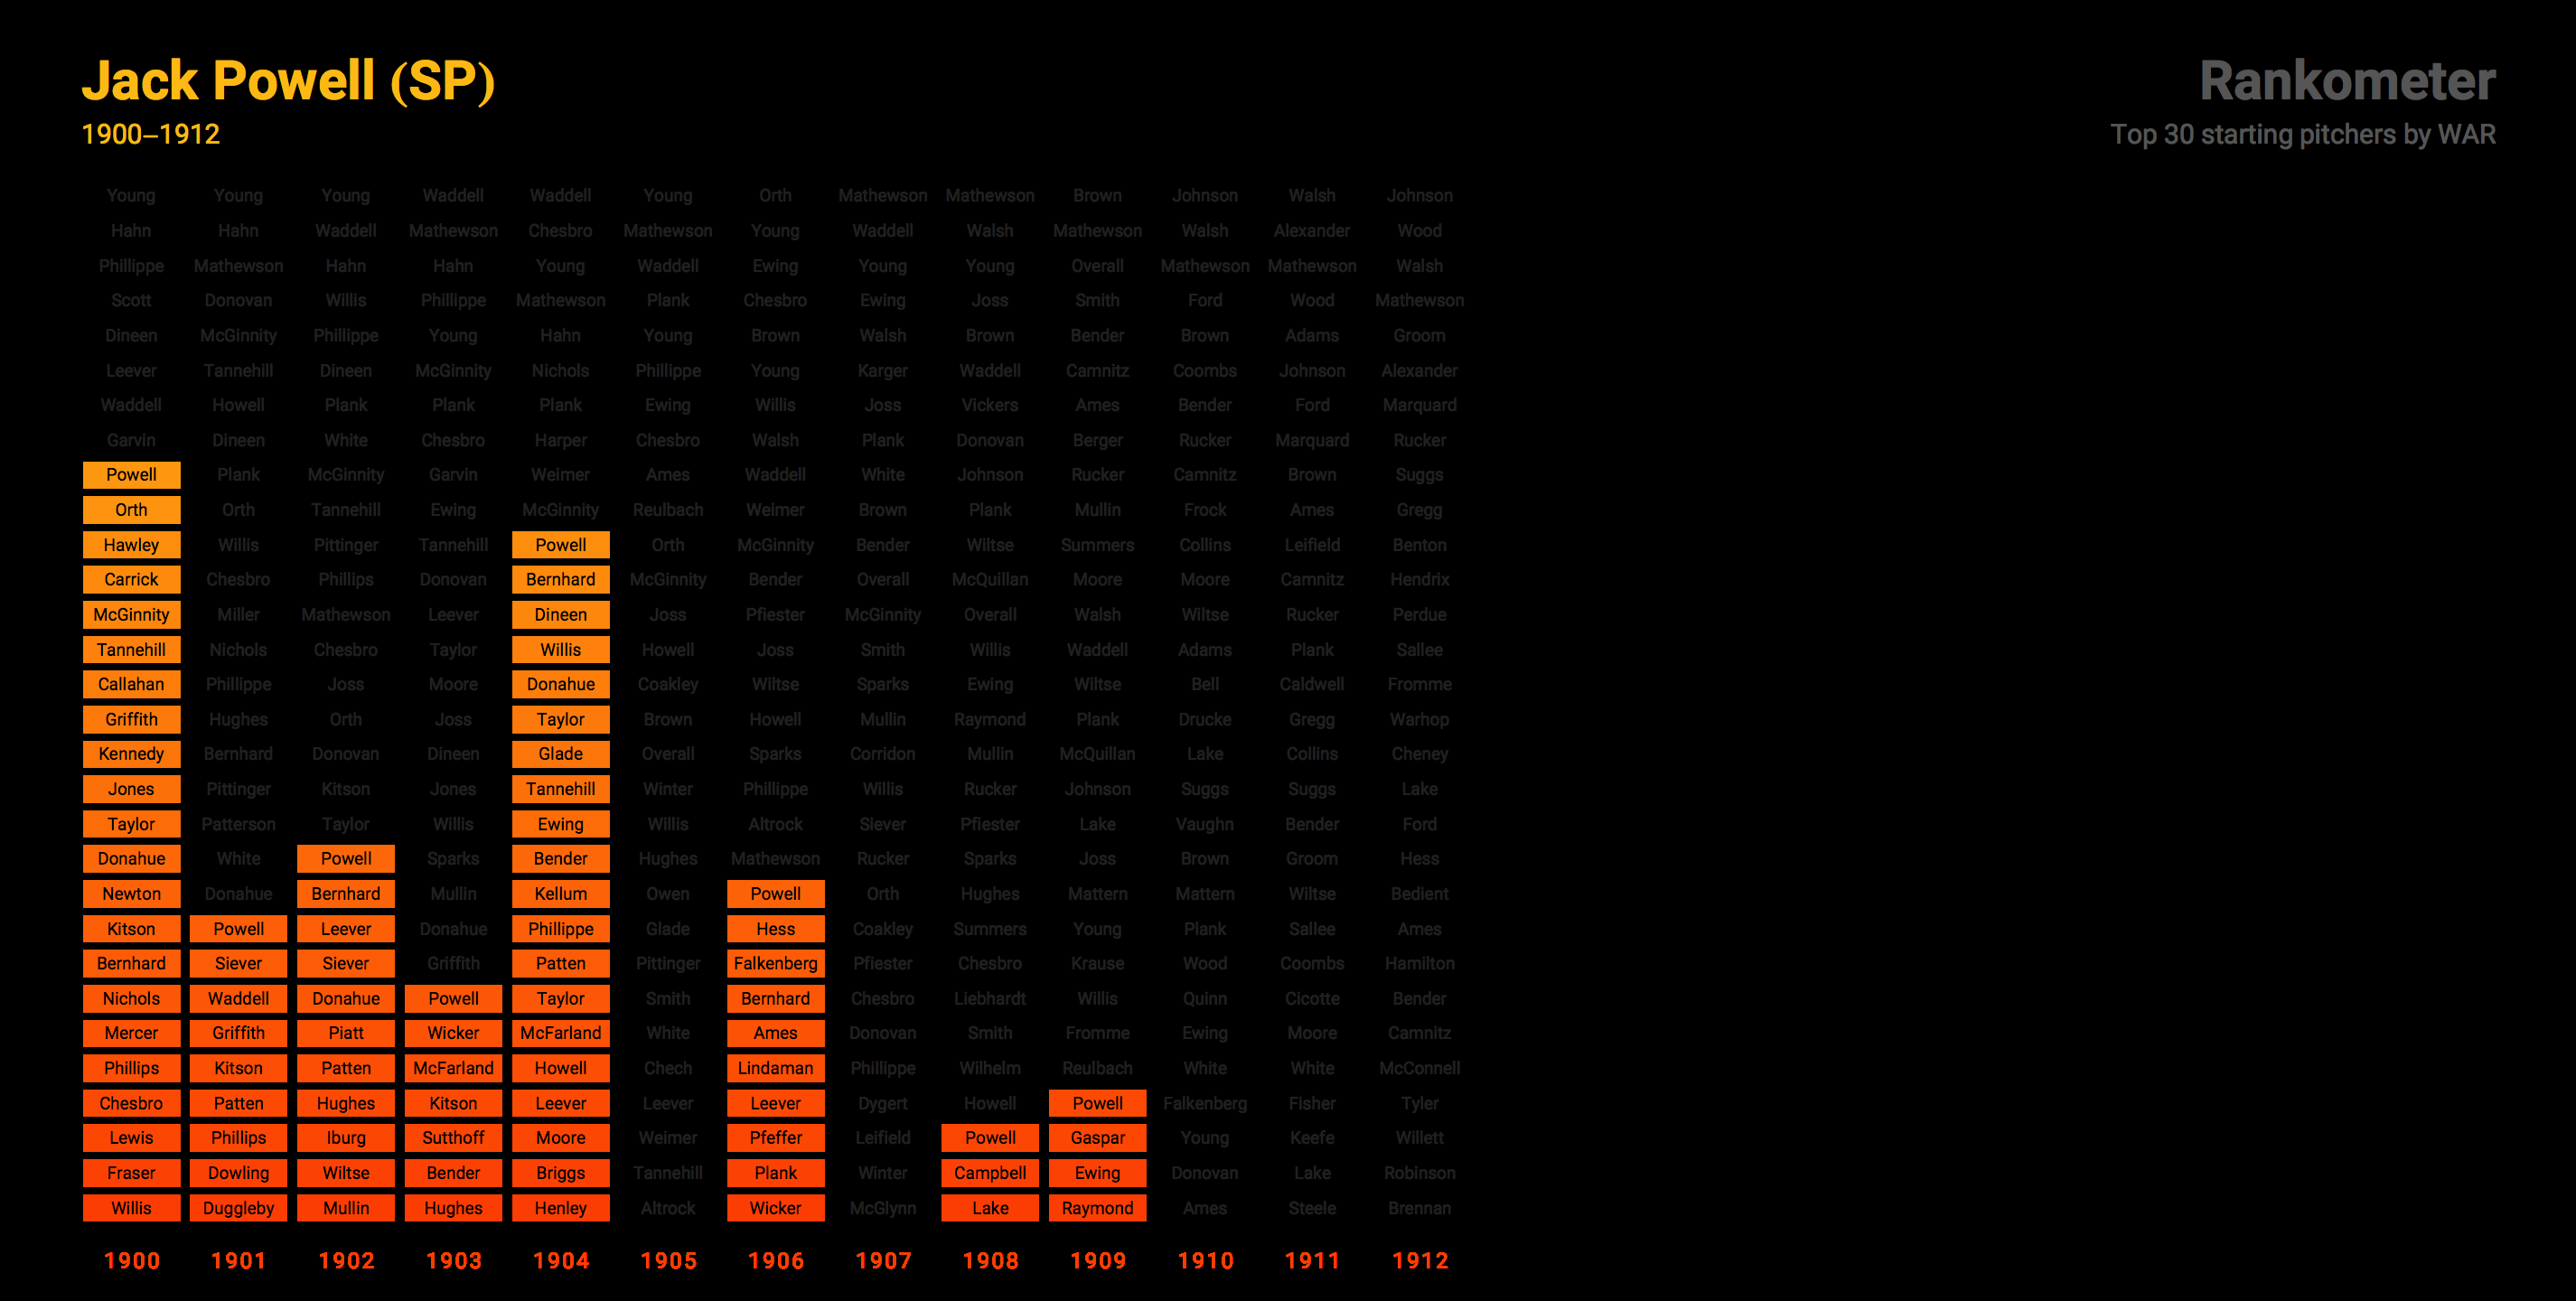 Jack Powell (SP)
1900–1912
Rankometer
Top 30 starting pitchers by WAR
Young Young Young Waddell Waddell Young Orth Mathewson Mathewson Brown Johnson Walsh Johnson
Hahn Hahn Waddell Mathewson Chesbro Mathewson Young Waddell Walsh Mathewson Walsh Alexander Wood
Phillippe Mathewson Hahn Hahn Young Waddell Ewing Young Young Overall Mathewson Mathewson Walsh
Scott Donovan Willis Phillippe Mathewson Plank Chesbro Ewing Joss Smith Ford Wood Mathewson
Dineen McGinnity Phillippe Young Hahn Young Brown Walsh Brown Bender Brown Adams Groom
Leever Tannehill Dineen McGinnity Nichols Phillippe Young Karger Waddell Camnitz Coombs Johnson Alexander
Waddell Howell Plank Plank Plank Ewing Willis Joss Vickers Ames Bender Ford Marquard
Garvin Dineen White Chesbro Harper Chesbro Walsh Plank Donovan Berger Rucker Marquard Rucker
Powell Plank McGinnity Garvin Weimer Ames Waddell White Johnson Rucker Camnitz Brown Suggs
Orth Orth Tannehill Ewing McGinnity Reulbach Weimer Brown Plank Mullin Frock Ames Gregg
Hawley Willis Pittinger Tannehill Powell Orth McGinnity Bender Wiltse Summers Collins Leifield Benton
Carrick Chesbro Phillips Donovan Bernhard McGinnity Bender Overall McQuillan Moore Moore Camnitz Hendrix
McGinnity Miller Mathewson Leever Dineen Joss Pfiester McGinnity Overall Walsh Wiltse Rucker Perdue
Tannehill Nichols Chesbro Taylor Willis Howell Joss Smith Willis Waddell Adams Plank Sallee
Callahan Phillippe Joss Moore Donahue Coakley Wiltse Sparks Ewing Wiltse Bell Caldwell Fromme
Griffith Hughes Orth Joss Taylor Brown Howell Mullin Raymond Plank Drucke Gregg Warhop
Kennedy Bernhard Donovan Dineen Glade Overall Sparks Corridon Mullin McQuillan Lake Collins Cheney
Jones Pittinger Kitson Jones Tannehill Winter Phillippe Willis Rucker Johnson Suggs Suggs Lake
Taylor Patterson Taylor Willis Ewing Willis Altrock Siever Pfiester Lake Vaughn Bender Ford
Donahue White Powell Sparks Bender Hughes Mathewson Rucker Sparks Joss Brown Groom Hess
Newton Donahue Bernhard Mullin Kellum Owen Powell Orth Hughes Mattern Mattern Wiltse Bedient
Kitson Powell Leever Donahue Phillippe Glade Hess Coakley Summers Young Plank Sallee Ames
Bernhard Siever Siever Griffith Patten Pittinger Falkenberg Pfiester Chesbro Krause Wood Coombs Hamilton
Nichols Waddell Donahue Powell Taylor Smith Bernhard Chesbro Liebhardt Willis Quinn Cicotte Bender
Mercer Griffith Piatt Wicker McFarland White Ames Donovan Smith Fromme Ewing Moore Camnitz
Phillips Kitson Patten McFarland Howell Chech Lindaman Phillippe Wilhelm Reulbach White White McConnell
Chesbro Patten Hughes Kitson Leever Leever Leever Dygert Howell Powell Falkenberg Fisher Tyler
Lewis Phillips Iburg Sutthoff Moore Weimer Pfeffer Leifield Powell Gaspar Young Keefe Willett
Fraser Dowling Wiltse Bender Briggs Tannehill Plank Winter Campbell Ewing Donovan Lake Robinson
Willis Duggleby Mullin Hughes Henley Altrock Wicker McGlynn Lake Raymond Ames Steele Brennan
1900 1901 1902 1903 1904 1905 1906 1907 1908 1909 1910 1911 1912